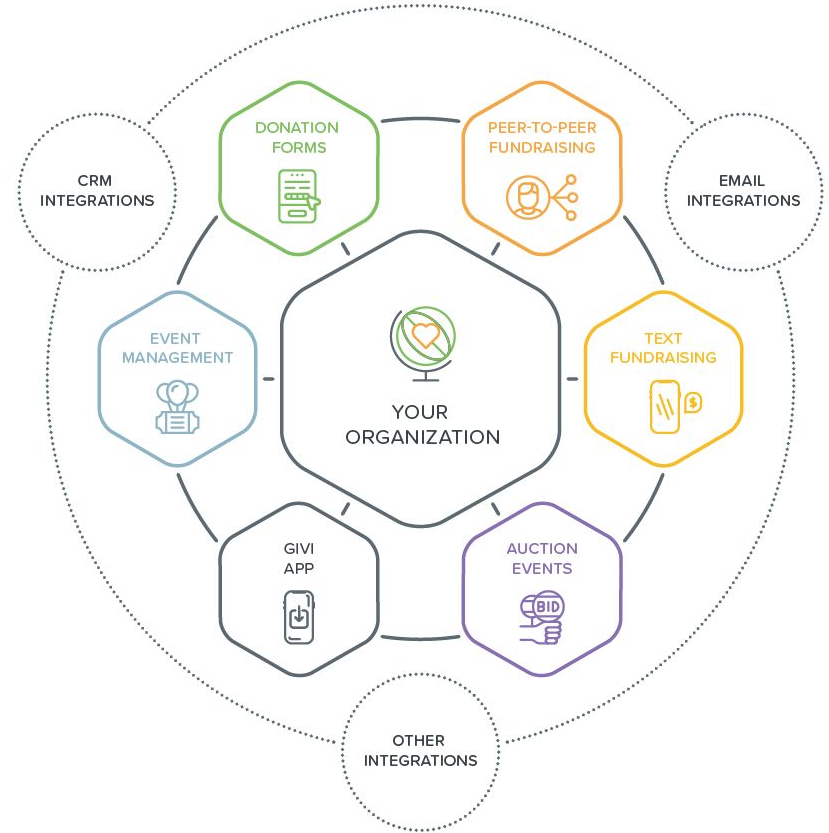 DONATION
FORMS
PEER-TO-PEER
FUNDRAISING
CRM
INTEGRATIONS
EMAIL
INTEGRATIONS
EVENT
MANAGEMENT
TEXT
FUNDRAISING
$
YOUR
ORGANIZATION
GIVI
APP
AUCTION
EVENTS
BID
OTHER
INTEGRATIONS